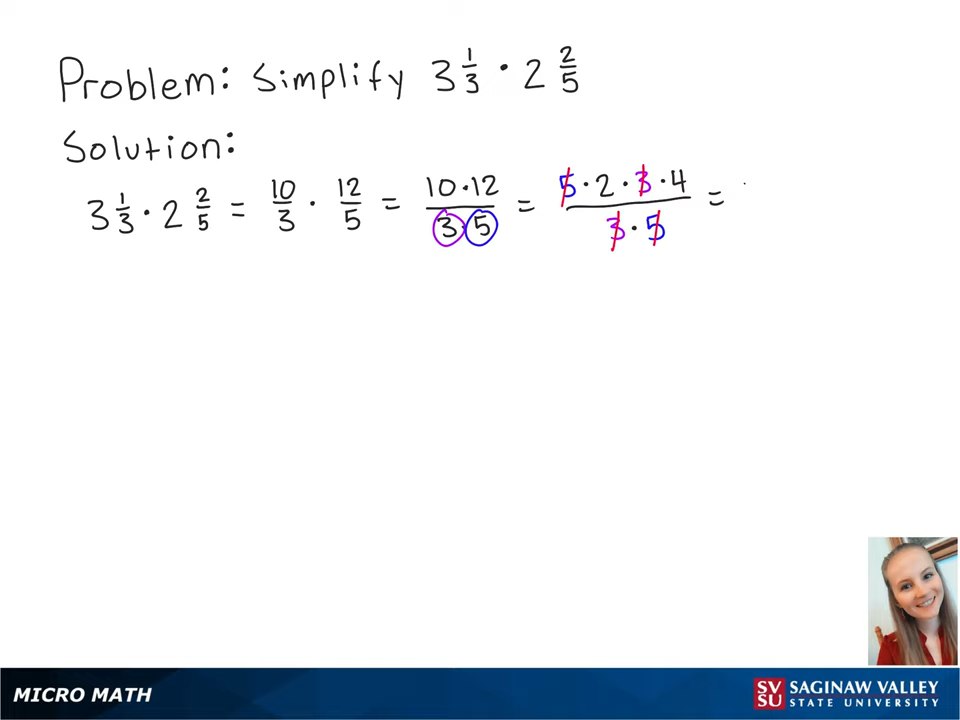 Problem: Simplify 3 1/3 · 2 2/5
Solution:
3 1/3 · 2 2/5 = 10/3 · 12/5 = 10·12/3·5 = 5·2·3·4/3·5 =
MICRO MATH
SV SU SAGINAW VALLEY STATE UNIVERSITY